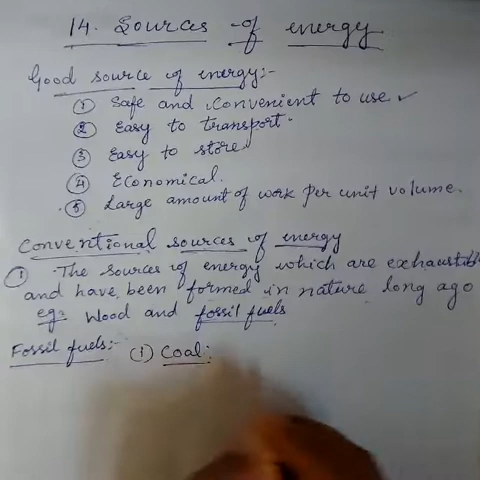 14. Sources of energy
Good source of energy:-
① Safe and convenient to use ✓
② Easy to transport.
③ Easy to store
④ Economical.
⑤ Large amount of work per unit volume.
Conventional sources of energy
① The sources of energy which are exhaustible
and have been formed in nature long ago
eg: Wood and fossil fuels
Fossil fuels:- (1) Coal: